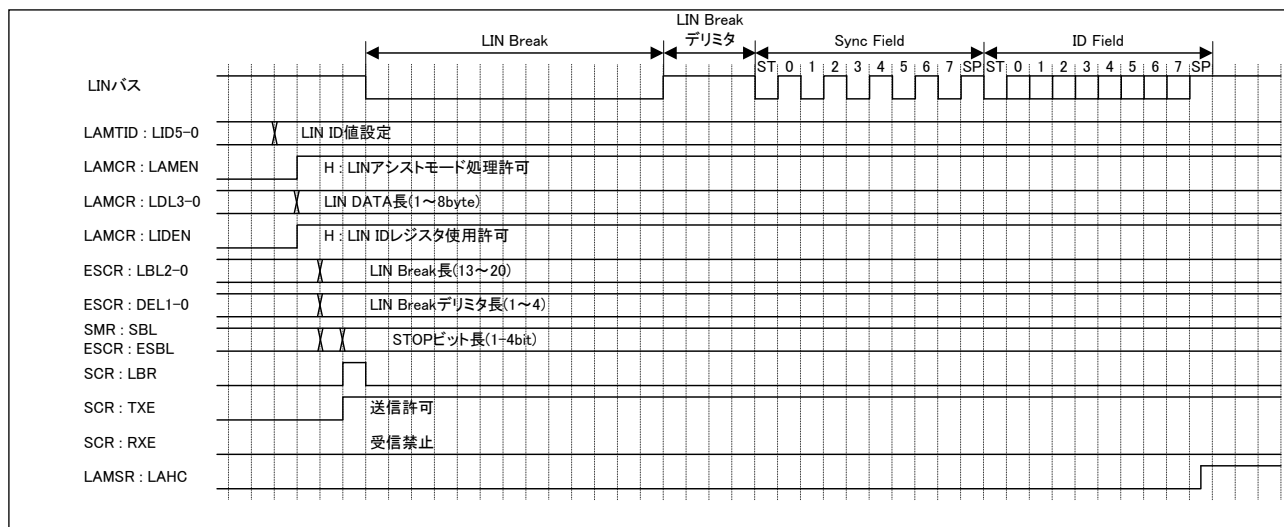 LIN Break
LIN Break
デリミタ
Sync Field
ID Field
ST 0 1 2 3 4 5 6 7 SP ST 0 1 2 3 4 5 6 7 SP
LINバス
LAMTID : LID5-0 LIN ID値設定
LAMCR : LAMEN H : LINアシストモード処理許可
LAMCR : LDL3-0 LIN DATA長(1～8byte)
LAMCR : LIDEN H : LIN IDレジスタ使用許可
ESCR : LBL2-0 LIN Break長(13～20)
ESCR : DEL1-0 LIN Breakデリミタ長(1～4)
SMR : SBL
ESCR : ESBL STOPビット長(1-4bit)
SCR : LBR
SCR : TXE 送信許可
SCR : RXE 受信禁止
LAMSR : LAHC